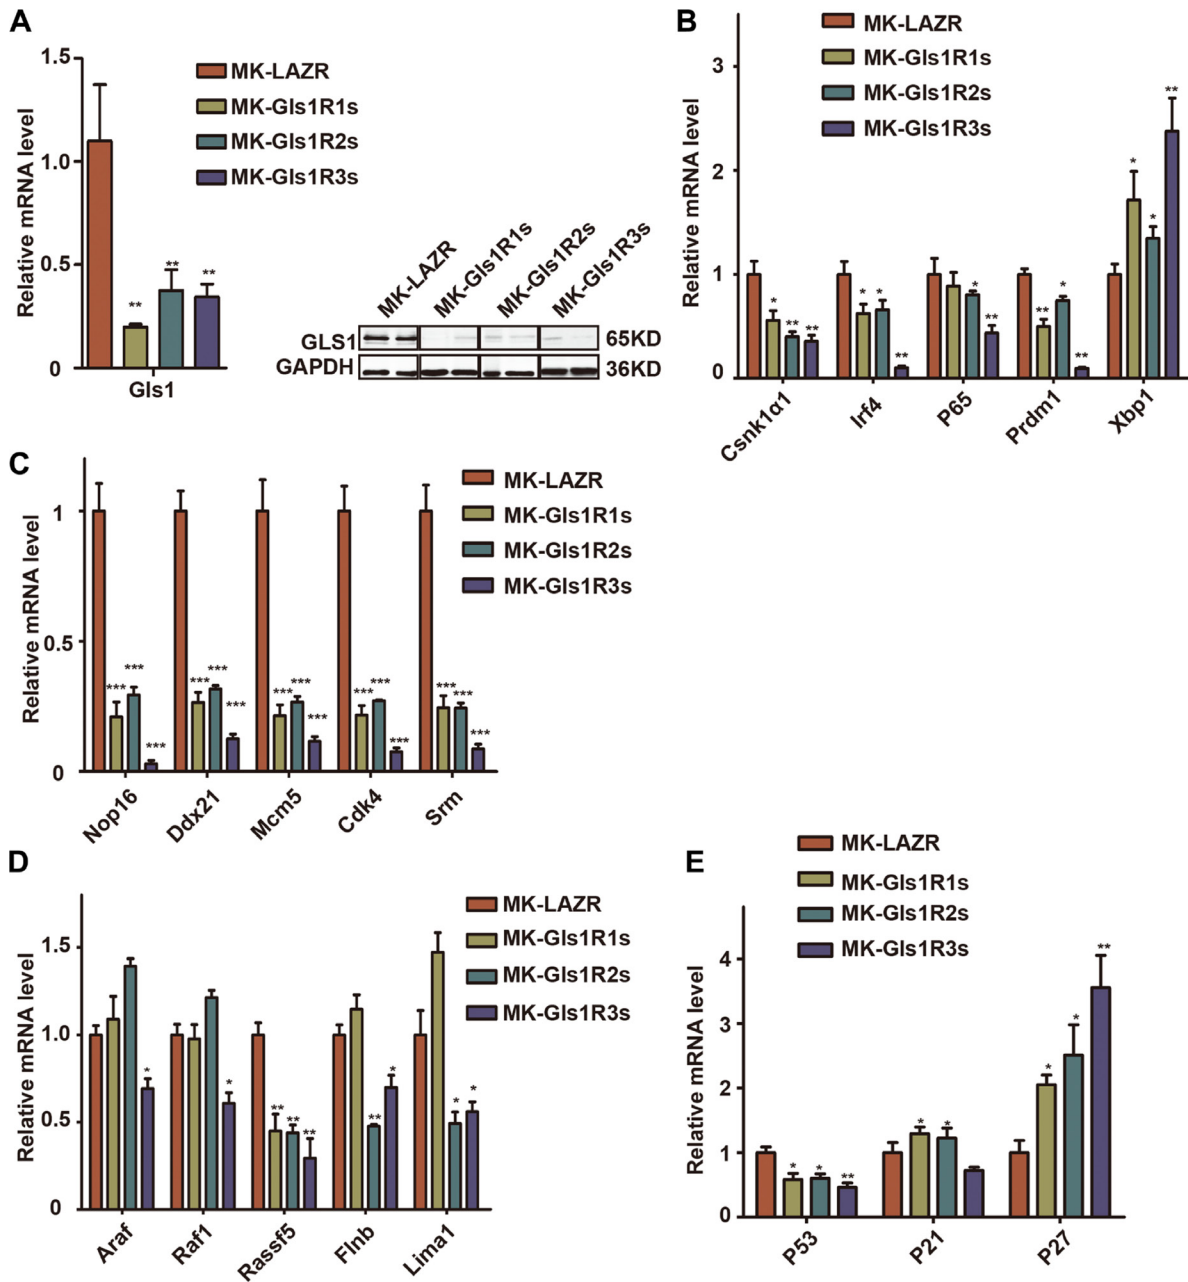 A
1.5
1.0
0.5
0
Relative mRNA level
MK-LAZR
MK-Gls1R1s
MK-Gls1R2s
MK-Gls1R3s
**
**
**
Gls1
MK-LAZR
MK-Gls1R1s
MK-Gls1R2s
MK-Gls1R3s
GLS1
65KD
GAPDH
36KD
B
MK-LAZR
MK-Gls1R1s
MK-Gls1R2s
MK-Gls1R3s
3
2
1
0
Relative mRNA level
* ** **
* * **
* **
** * **
* * **
Csnk1α1
Irf4
P65
Prdm1
Xbp1
C
MK-LAZR
MK-Gls1R1s
MK-Gls1R2s
MK-Gls1R3s
1
0.5
0
Relative mRNA level
*** *** ***
*** *** ***
*** *** ***
*** *** ***
*** *** ***
Nop16
Ddx21
Mcm5
Cdk4
Srm
D
MK-LAZR
MK-Gls1R1s
MK-Gls1R2s
MK-Gls1R3s
1.5
1.0
0.5
0
Relative mRNA level
*
*
** ** **
** *
* *
Araf
Raf1
Rassf5
Flnb
Lima1
E
MK-LAZR
MK-Gls1R1s
MK-Gls1R2s
MK-Gls1R3s
4
3
2
1
0
Relative mRNA level
* * **
* *
* * **
P53
P21
P27